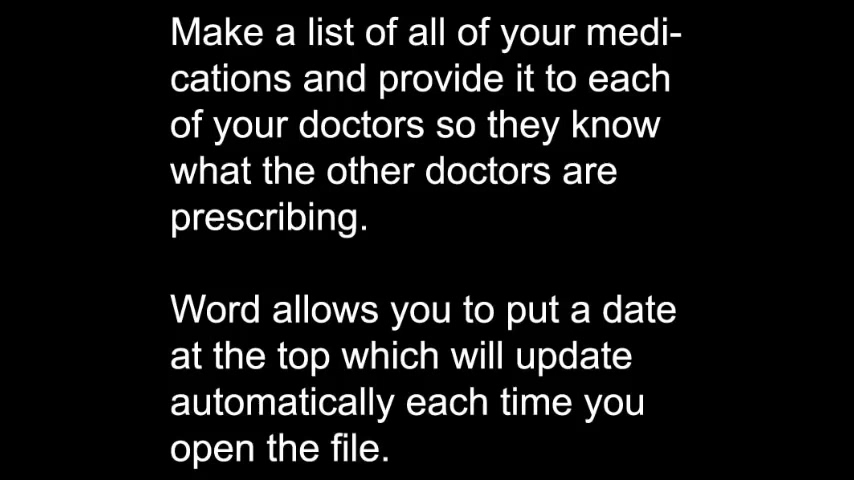 Make a list of all of your medi-
cations and provide it to each
of your doctors so they know
what the other doctors are
prescribing.
Word allows you to put a date
at the top which will update
automatically each time you
open the file.